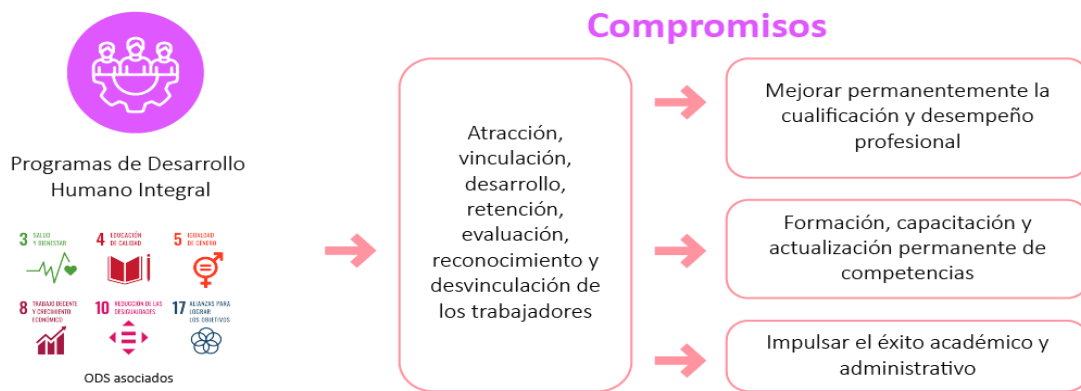 Compromisos
Programas de Desarrollo
Humano Integral
3 SALUD
Y BIENESTAR
4 EDUCACIÓN
DE CALIDAD
5 IGUALDAD
DE GÉNERO
8 TRABAJO DECENTE
Y CRECIMIENTO
ECONÓMICO
10 REDUCCIÓN DE LAS
DESIGUALDADES
17 ALIANZAS PARA
LOGRAR
LOS OBJETIVOS
ODS asociados
Atracción,
vinculación,
desarrollo,
retención,
evaluación,
reconocimiento y
desvinculación de
los trabajadores
Mejorar permanentemente la
cualificación y desempeño
profesional
Formación, capacitación y
actualización permanente de
competencias
Impulsar el éxito académico y
administrativo